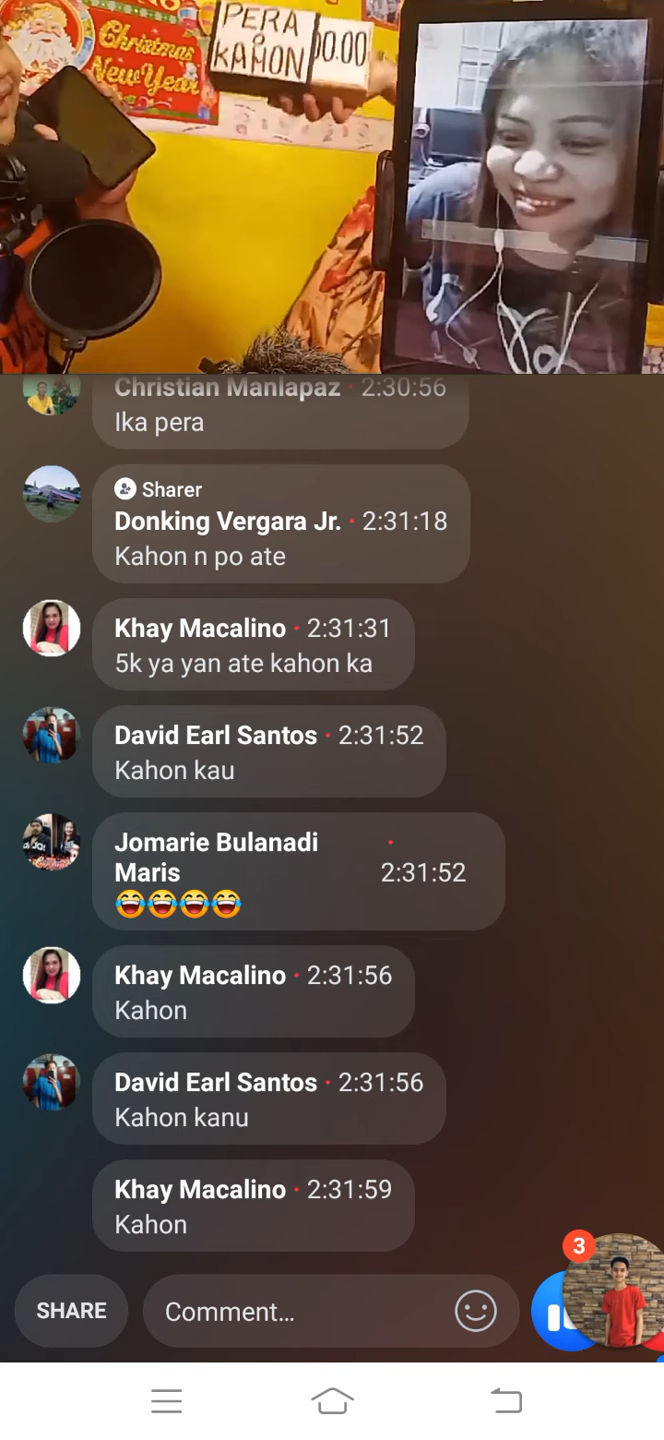 Christmas
New Year
PERA
O
KAHON
00.00
Christian Manlapaz · 2:30:56
Ika pera
Sharer
Donking Vergara Jr. · 2:31:18
Kahon n po ate
Khay Macalino · 2:31:31
5k ya yan ate kahon ka
David Earl Santos · 2:31:52
Kahon kau
Jomarie Bulanadi
Maris · 2:31:52
😂😂😂😂
Khay Macalino · 2:31:56
Kahon
David Earl Santos · 2:31:56
Kahon kanu
Khay Macalino · 2:31:59
Kahon
3
SHARE
Comment...